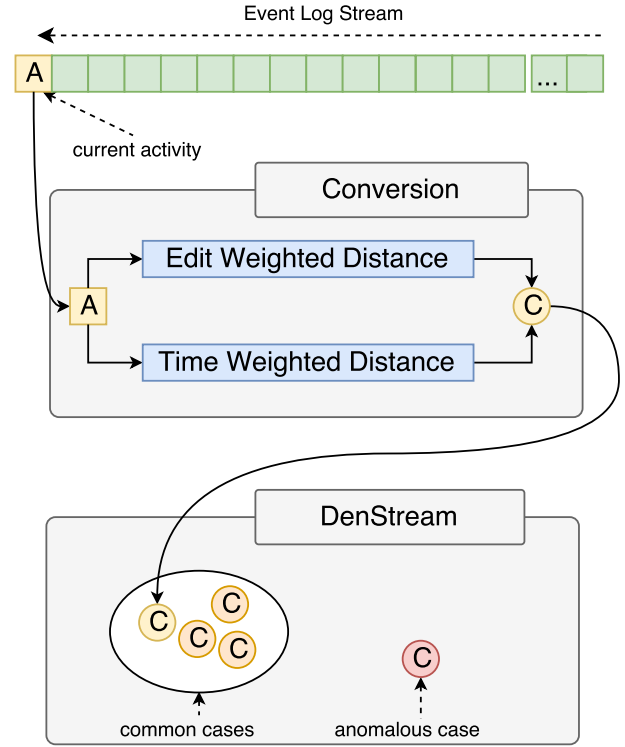 Event Log Stream
A
...
current activity
Conversion
Edit Weighted Distance
A
C
Time Weighted Distance
DenStream
C
C
C
C
C
common cases
anomalous case